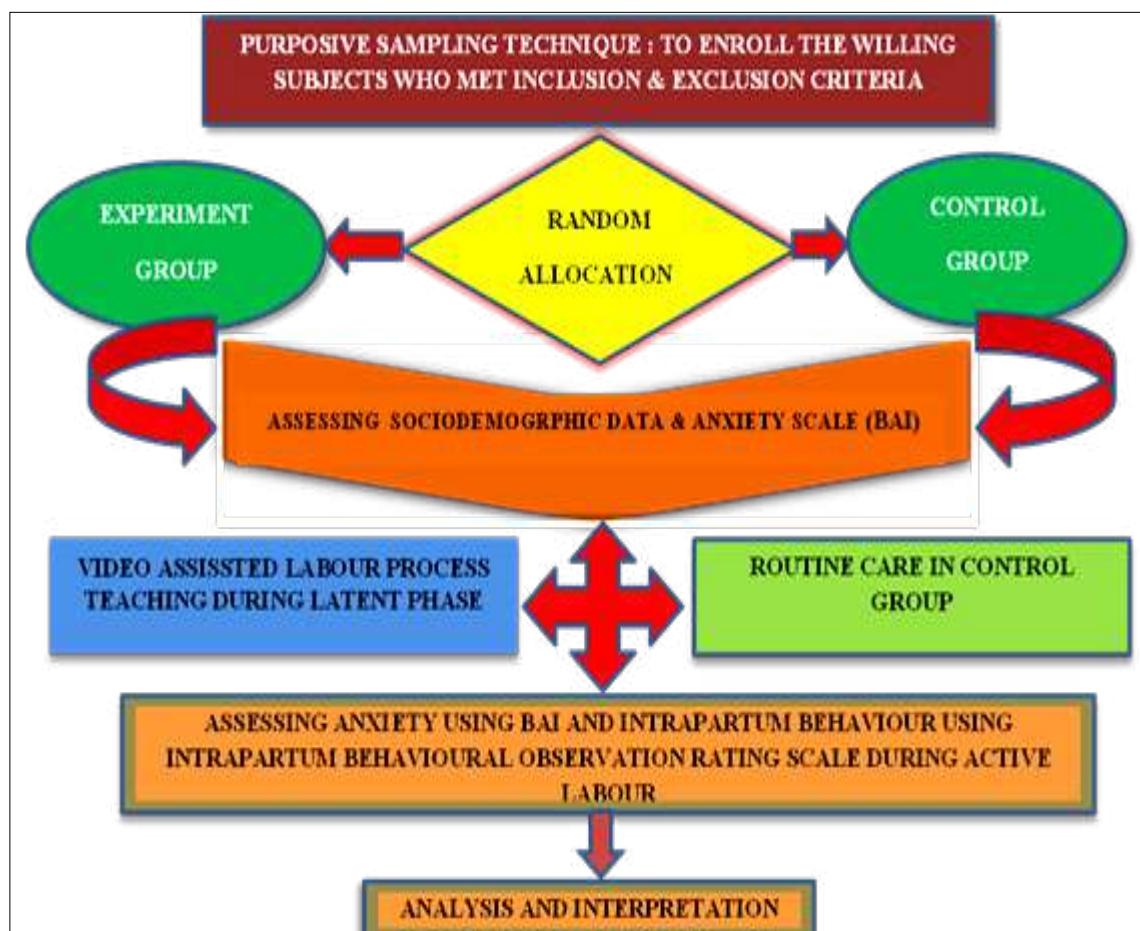 PURPOSIVE SAMPLING TECHNIQUE : TO ENROLL THE WILLING
SUBJECTS WHO MET INCLUSION & EXCLUSION CRITERIA
EXPERIMENT
GROUP
RANDOM
ALLOCATION
CONTROL
GROUP
ASSESSING SOCIODEMOGRPHIC DATA & ANXIETY SCALE (BAI)
VIDEO ASSISSTED LABOUR PROCESS
TEACHING DURING LATENT PHASE
ROUTINE CARE IN CONTROL
GROUP
ASSESSING ANXIETY USING BAI AND INTRAPARTUM BEHAVIOUR USING
INTRAPARTUM BEHAVIOURAL OBSERVATION RATING SCALE DURING ACTIVE
LABOUR
ANALYSIS AND INTERPRETATION